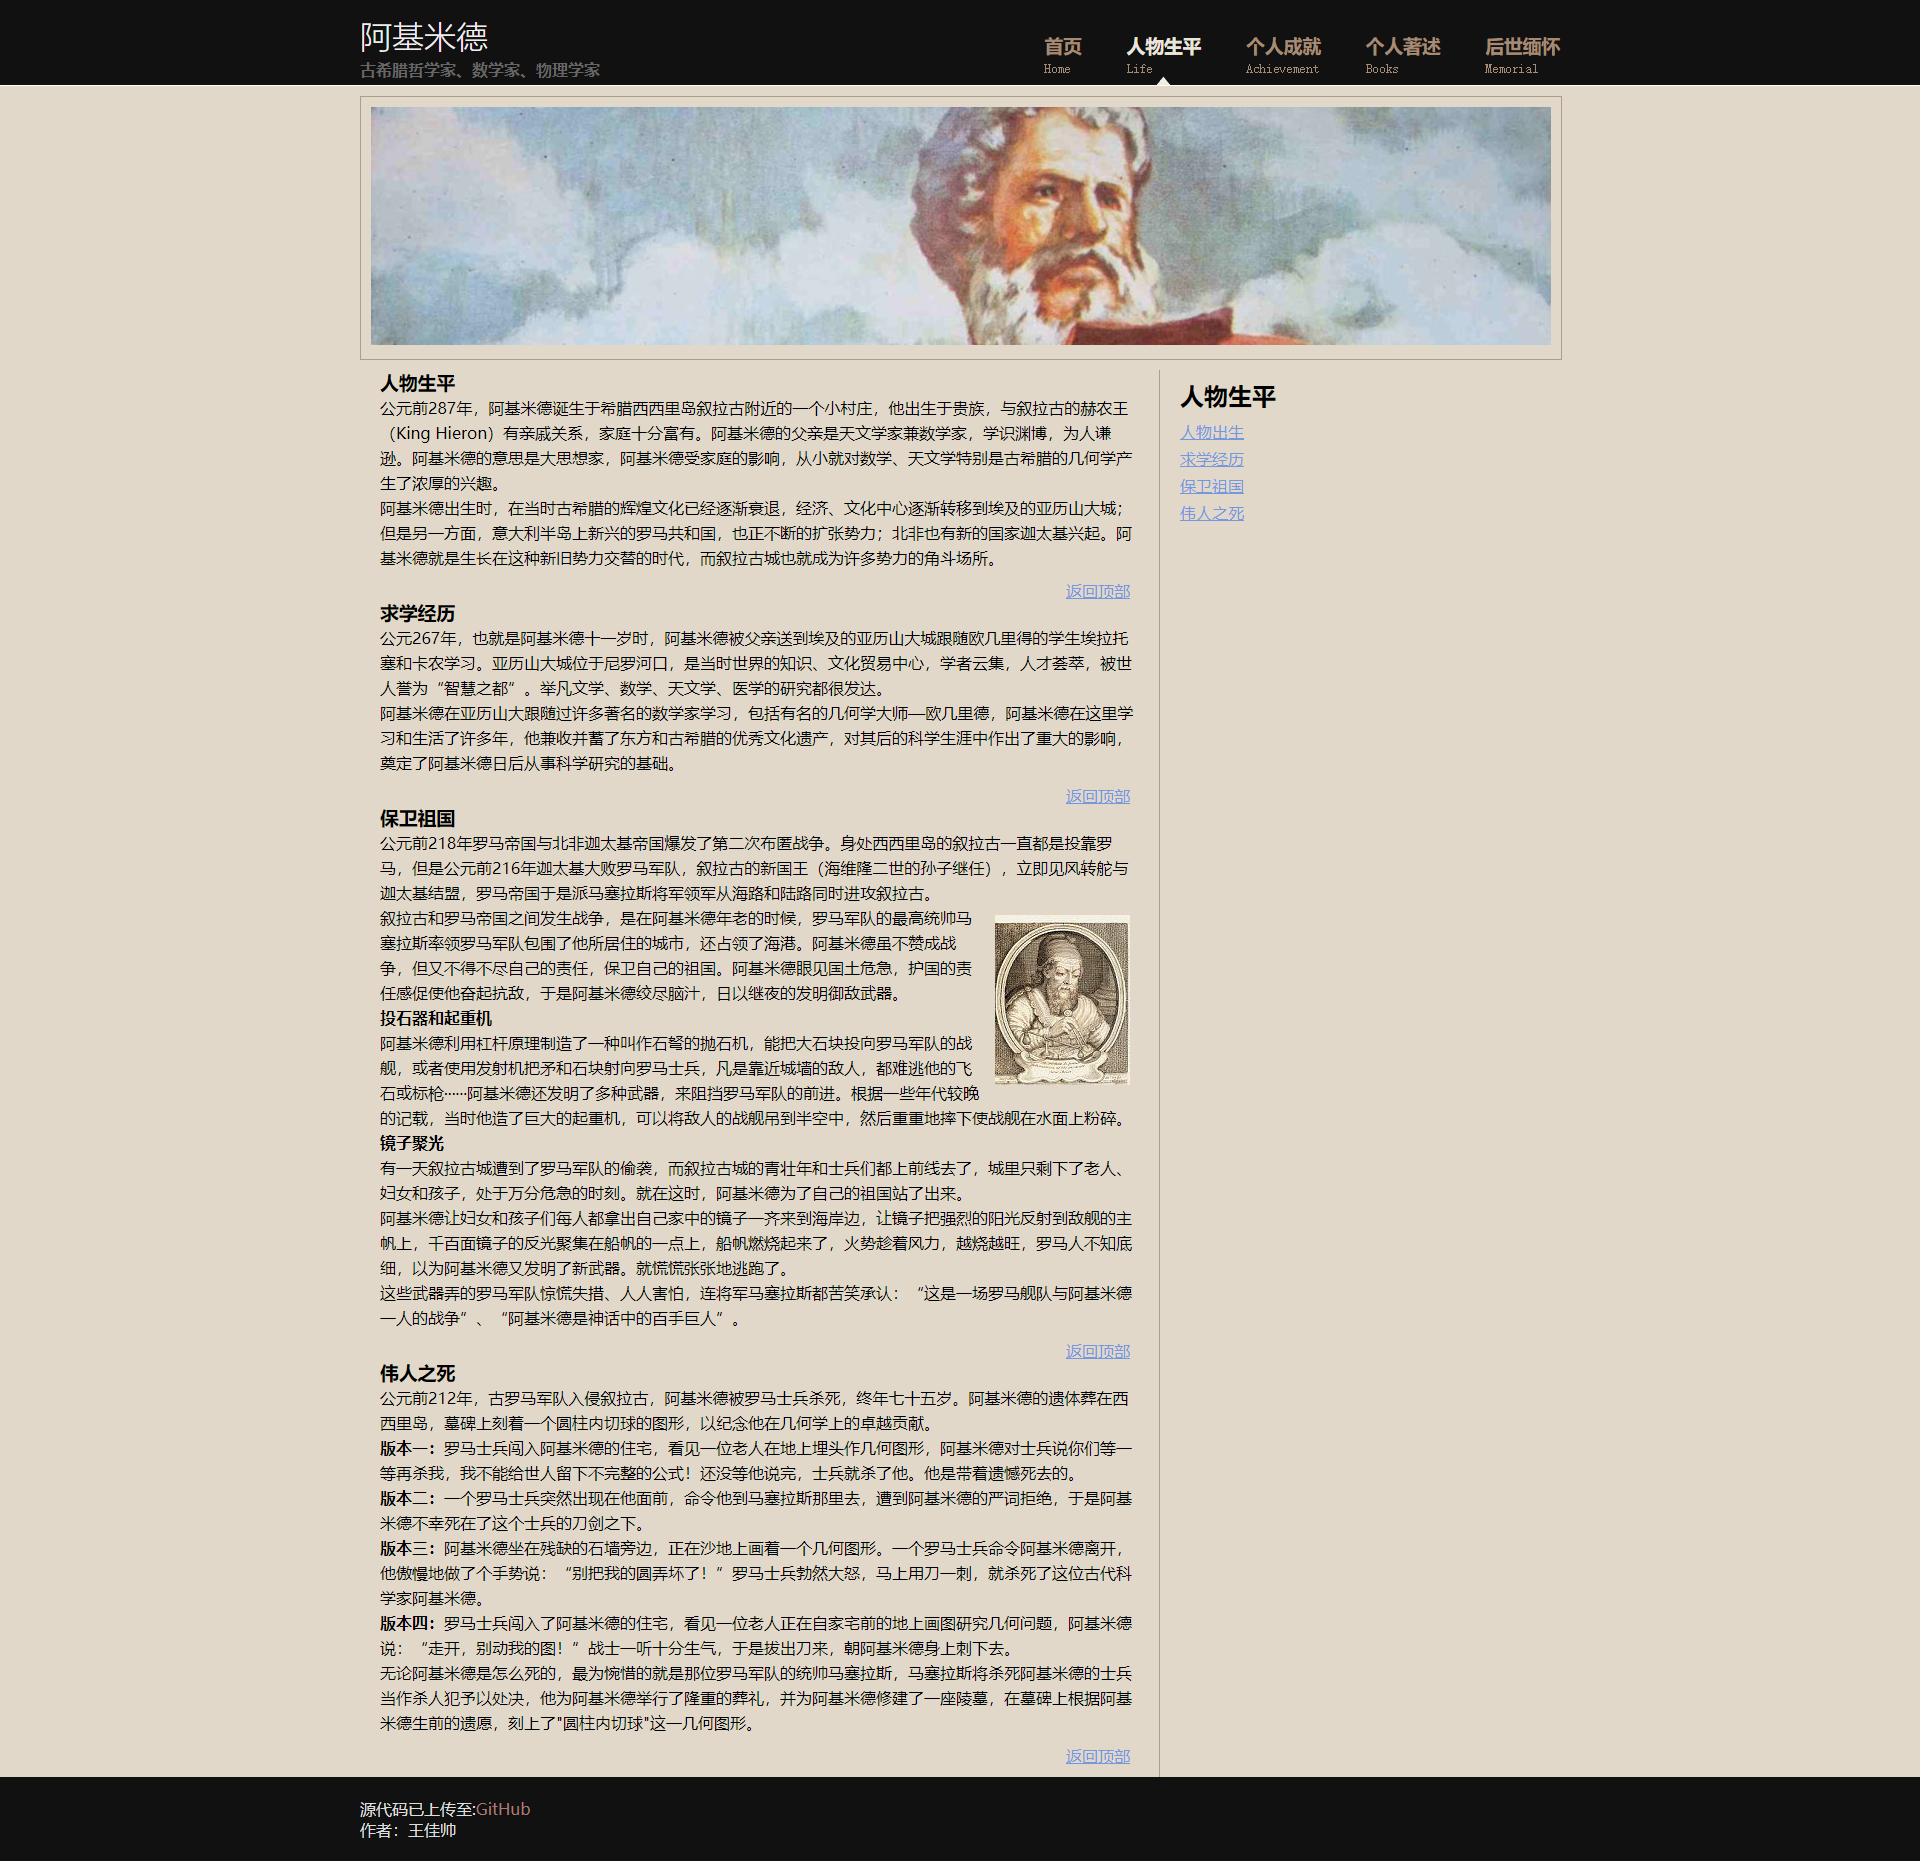 阿基米德
古希腊哲学家、数学家、物理学家
首页
Home
人物生平
Life
个人成就
Achievement
个人著述
Books
后世缅怀
Memorial
人物生平
公元前287年，阿基米德诞生于希腊西西里岛叙拉古附近的一个小村庄，他出生于贵族，与叙拉古的赫农王
（King Hieron）有亲戚关系，家庭十分富有。阿基米德的父亲是天文学家兼数学家，学识渊博，为人谦
逊。阿基米德的意思是大思想家，阿基米德受家庭的影响，从小就对数学、天文学特别是古希腊的几何学产
生了浓厚的兴趣。
阿基米德出生时，在当时古希腊的辉煌文化已经逐渐衰退，经济、文化中心逐渐转移到埃及的亚历山大城；
但是另一方面，意大利半岛上新兴的罗马共和国，也正不断的扩张势力；北非也有新的国家迦太基兴起。阿
基米德就是生长在这种新旧势力交替的时代，而叙拉古城也就成为许多势力的角斗场所。
返回顶部
求学经历
公元267年，也就是阿基米德十一岁时，阿基米德被父亲送到埃及的亚历山大城跟随欧几里得的学生埃拉托
塞和卡农学习。亚历山大城位于尼罗河口，是当时世界的知识、文化贸易中心，学者云集，人才荟萃，被世
人誉为“智慧之都”。举凡文学、数学、天文学、医学的研究都很发达。
阿基米德在亚历山大跟随过许多著名的数学家学习，包括有名的几何学大师—欧几里德，阿基米德在这里学
习和生活了许多年，他兼收并蓄了东方和古希腊的优秀文化遗产，对其后的科学生涯中作出了重大的影响，
奠定了阿基米德日后从事科学研究的基础。
返回顶部
保卫祖国
公元前218年罗马帝国与北非迦太基帝国爆发了第二次布匿战争。身处西西里岛的叙拉古一直都是投靠罗
马，但是公元前216年迦太基大败罗马军队，叙拉古的新国王（海维隆二世的孙子继任），立即见风转舵与
迦太基结盟，罗马帝国于是派马塞拉斯将军领军从海路和陆路同时进攻叙拉古。
叙拉古和罗马帝国之间发生战争，是在阿基米德年老的时候，罗马军队的最高统帅马
塞拉斯率领罗马军队包围了他所居住的城市，还占领了海港。阿基米德虽不赞成战
争，但又不得不尽自己的责任，保卫自己的祖国。阿基米德眼见国土危急，护国的责
任感促使他奋起抗敌，于是阿基米德绞尽脑汁，日以继夜的发明御敌武器。
投石器和起重机
阿基米德利用杠杆原理制造了一种叫作石弩的抛石机，能把大石块投向罗马军队的战
舰，或者使用发射机把矛和石块射向罗马士兵，凡是靠近城墙的敌人，都难逃他的飞
石或标枪······阿基米德还发明了多种武器，来阻挡罗马军队的前进。根据一些年代较晚
的记载，当时他造了巨大的起重机，可以将敌人的战舰吊到半空中，然后重重地摔下使战舰在水面上粉碎。
镜子聚光
有一天叙拉古城遭到了罗马军队的偷袭，而叙拉古城的青壮年和士兵们都上前线去了，城里只剩下了老人、
妇女和孩子，处于万分危急的时刻。就在这时，阿基米德为了自己的祖国站了出来。
阿基米德让妇女和孩子们每人都拿出自己家中的镜子一齐来到海岸边，让镜子把强烈的阳光反射到敌舰的主
帆上，千百面镜子的反光聚集在船帆的一点上，船帆燃烧起来了，火势趁着风力，越烧越旺，罗马人不知底
细，以为阿基米德又发明了新武器。就慌慌张张地逃跑了。
这些武器弄的罗马军队惊慌失措、人人害怕，连将军马塞拉斯都苦笑承认：“这是一场罗马舰队与阿基米德
一人的战争”、“阿基米德是神话中的百手巨人”。
返回顶部
伟人之死
公元前212年，古罗马军队入侵叙拉古，阿基米德被罗马士兵杀死，终年七十五岁。阿基米德的遗体葬在西
西里岛，墓碑上刻着一个圆柱内切球的图形，以纪念他在几何学上的卓越贡献。
版本一：罗马士兵闯入阿基米德的住宅，看见一位老人在地上埋头作几何图形，阿基米德对士兵说你们等一
等再杀我，我不能给世人留下不完整的公式！还没等他说完，士兵就杀了他。他是带着遗憾死去的。
版本二：一个罗马士兵突然出现在他面前，命令他到马塞拉斯那里去，遭到阿基米德的严词拒绝，于是阿基
米德不幸死在了这个士兵的刀剑之下。
版本三：阿基米德坐在残缺的石墙旁边，正在沙地上画着一个几何图形。一个罗马士兵命令阿基米德离开，
他傲慢地做了个手势说：“别把我的圆弄坏了！”罗马士兵勃然大怒，马上用刀一刺，就杀死了这位古代科
学家阿基米德。
版本四：罗马士兵闯入了阿基米德的住宅，看见一位老人正在自家宅前的地上画图研究几何问题，阿基米德
说：“走开，别动我的图！”战士一听十分生气，于是拔出刀来，朝阿基米德身上刺下去。
无论阿基米德是怎么死的，最为惋惜的就是那位罗马军队的统帅马塞拉斯，马塞拉斯将杀死阿基米德的士兵
当作杀人犯予以处决，他为阿基米德举行了隆重的葬礼，并为阿基米德修建了一座陵墓，在墓碑上根据阿基
米德生前的遗愿，刻上了"圆柱内切球"这一几何图形。
返回顶部
人物生平
人物出生
求学经历
保卫祖国
伟人之死
源代码已上传至:GitHub
作者：王佳帅